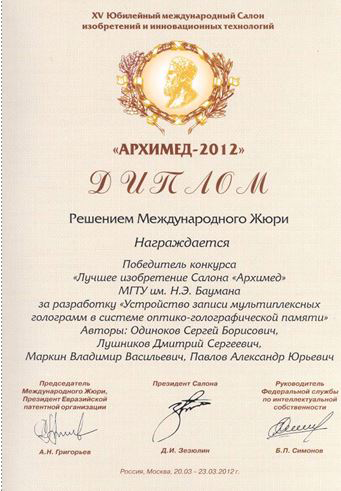 XV Юбилейный международный Салон
изобретений и инновационных технологий
«АРХИМЕД-2012»
ДИПЛОМ
Решением Международного Жюри
Награждается
Победитель конкурса
«Лучшее изобретение Салона «Архимед»
МГТУ им. Н.Э. Баумана
за разработку «Устройство записи мультиплексных
голограмм в системе оптико-голографической памяти»
Авторы: Одиноков Сергей Борисович,
Лушников Дмитрий Сергеевич,
Маркин Владимир Васильевич, Павлов Александр Юрьевич
Председатель
Международного Жюри,
Президент Евразийской
патентной организации
А.Н. Григорьев
Президент Салона
Д.И. Зезюлин
Руководитель
Федеральной службы
по интеллектуальной
собственности
Б.П. Симонов
Россия, Москва, 20.03 - 23.03.2012 г.